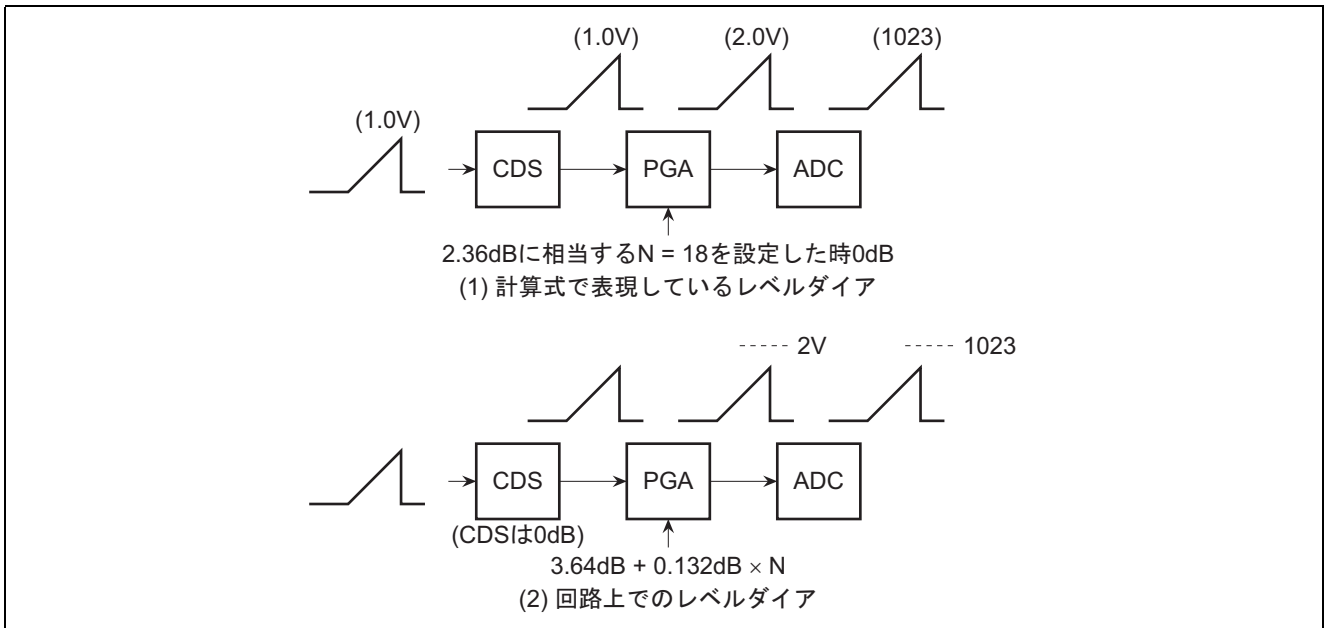 (1.0V) (2.0V) (1023)
(1.0V)
CDS PGA ADC
2.36dBに相当するN = 18を設定した時0dB
(1) 計算式で表現しているレベルダイア
2V 1023
CDS PGA ADC
(CDSは0dB)
3.64dB + 0.132dB × N
(2) 回路上でのレベルダイア